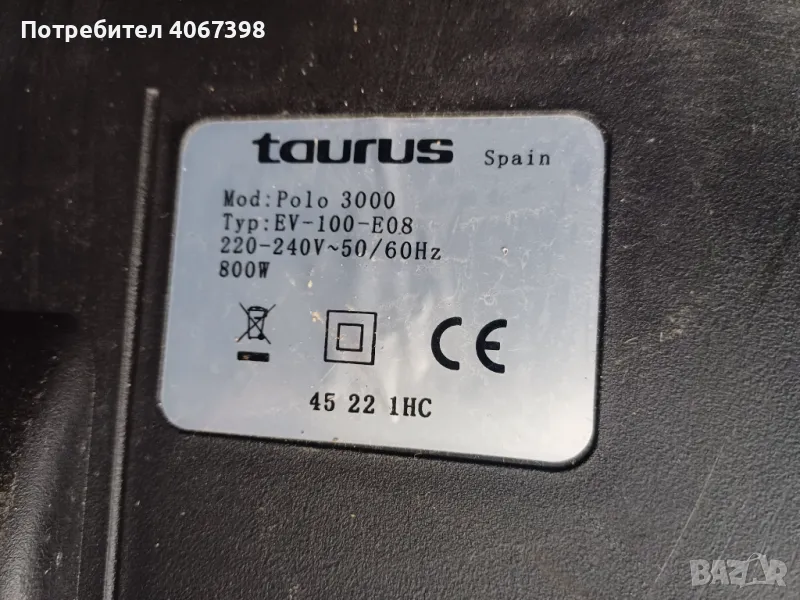 Потребител 4067398
taurus Spain
Mod:Polo 3000
Typ:EV-100-E08
220-240V~50/60Hz
800W
CE
45 22 1HC
BAZAR